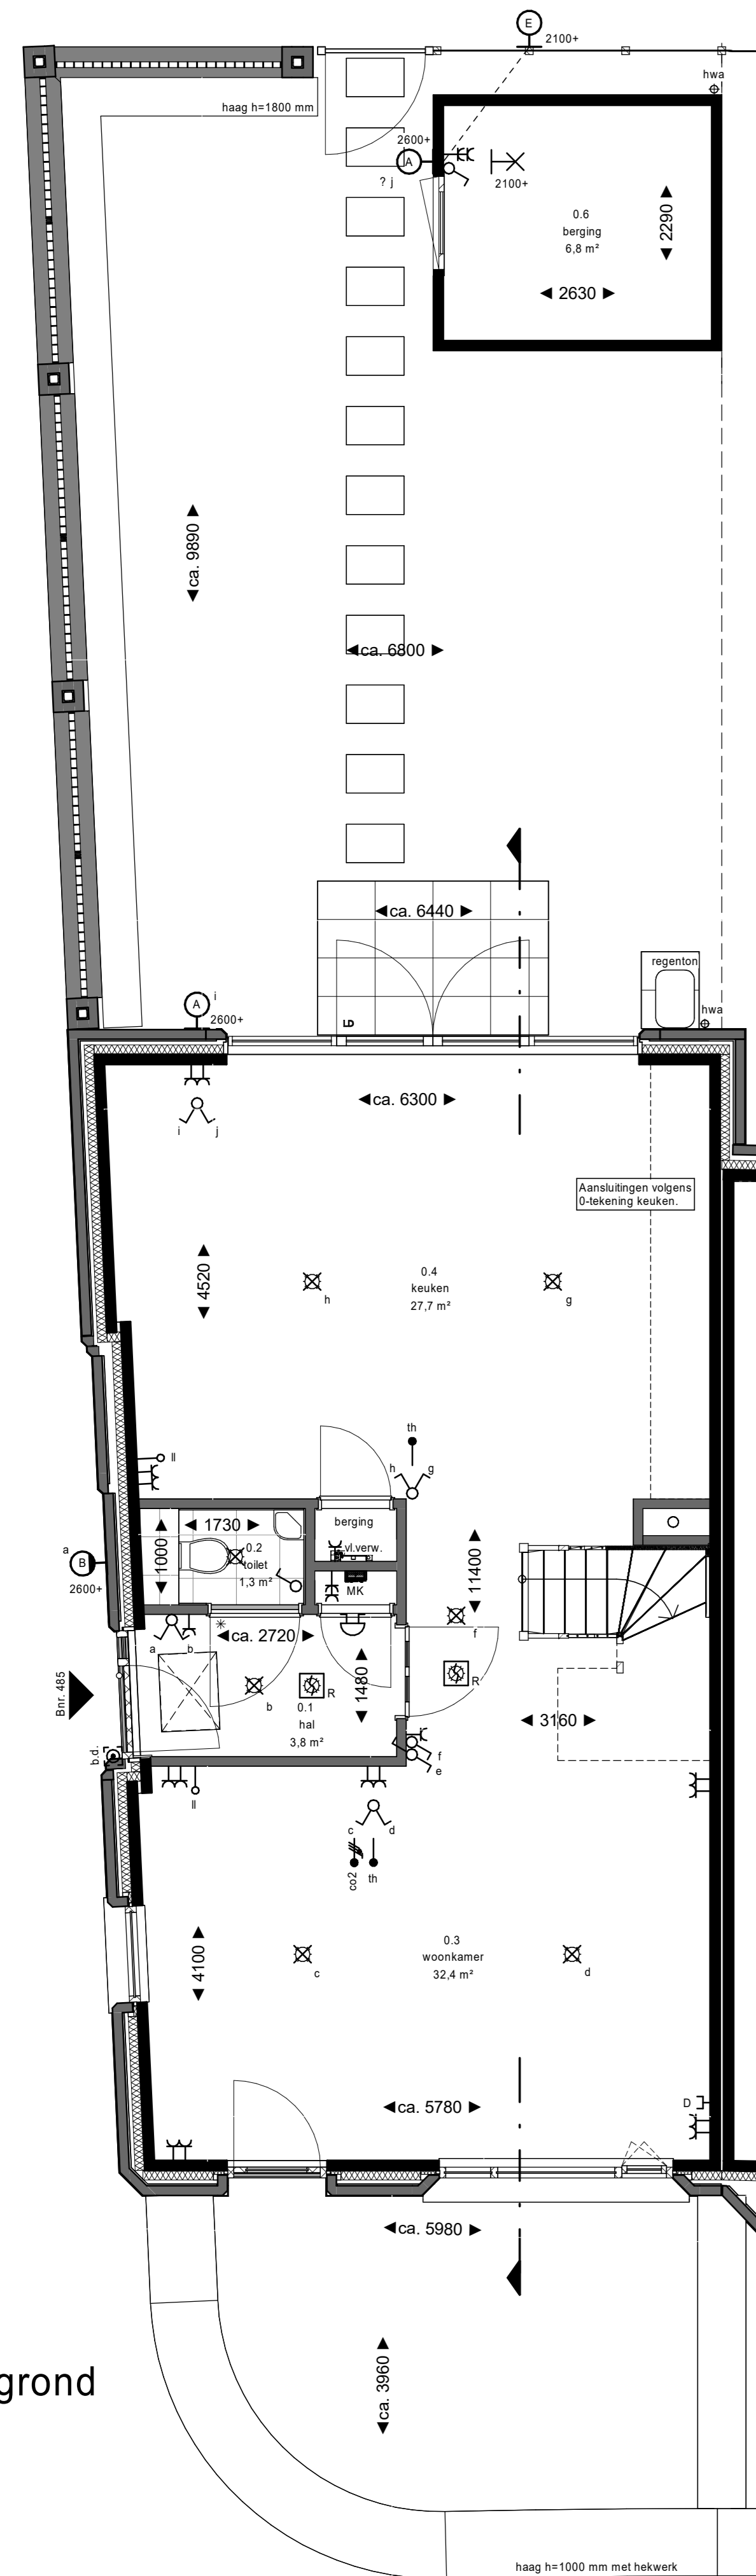 E
2100+
hwa
haag h=1800 mm
2600+
A
? j
2100+
0.6
berging
6,8 m²
2290
2630
ca. 9890
ca. 6800
ca. 6440
regenton
hwa
A
i
2600+
ca. 6300
i
j
Aansluitingen volgens
0-tekening keuken.
4520
0.4
keuken
27,7 m²
h
g
th
h
g
ll
a
B
2600+
1730
1000
0.2
toilet
1,3 m²
berging
vl.verw.
MK
11400
a
b
ca. 2720
f
Bnr. 485
b
0.1
hal
3,8 m²
R
1480
R
3160
b.d.
f
e
ll
c
d
co2
th
4100
0.3
woonkamer
32,4 m²
c
d
D
ca. 5780
ca. 5980
ca. 3960
grond
haag h=1000 mm met hekwerk